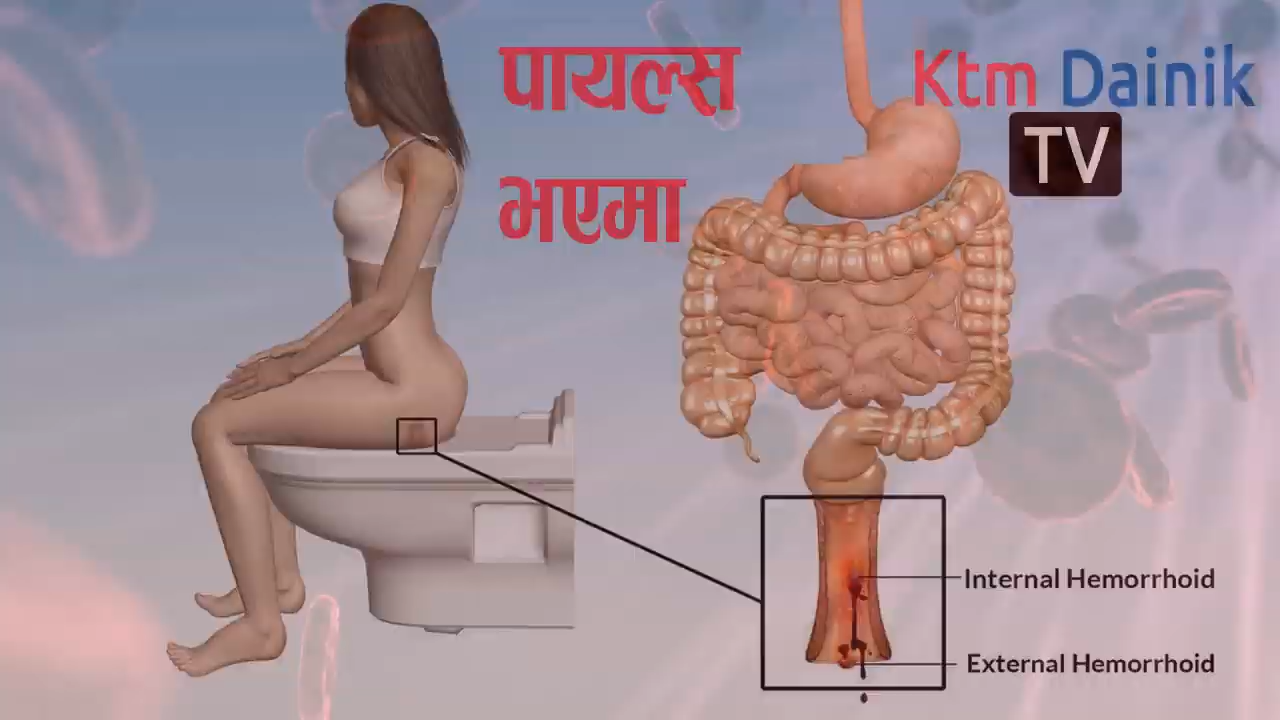 पायल्स
भएमा
Ktm Dainik
TV
Internal Hemorrhoid
External Hemorrhoid